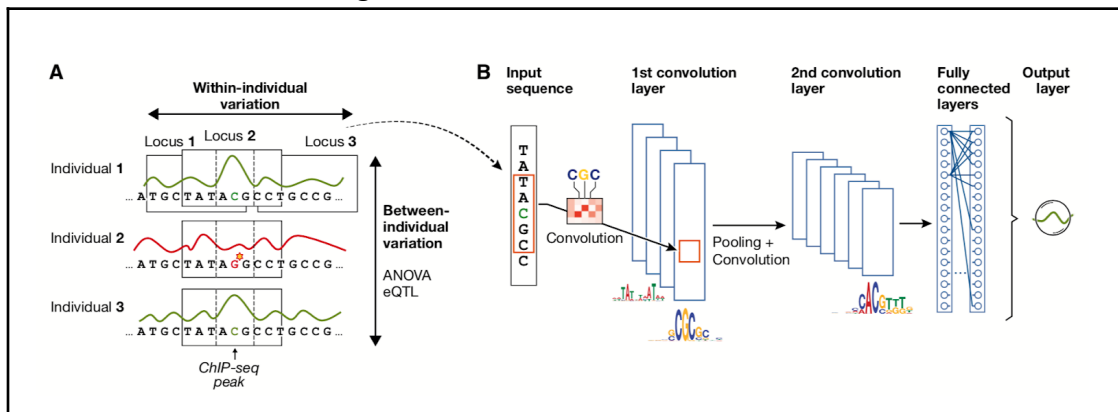 A
Within-individual
variation
Locus 1
Locus 2
Locus 3
Individual 1
... A T G C T A T A C G C C T G C C G ...
Individual 2
... A T G C T A T A G G C C T G C C G ...
Individual 3
... A T G C T A T A C G C C T G C C G ...
ChIP-seq
peak
Between-
individual
variation
ANOVA
eQTL
B
Input
sequence
1st convolution
layer
2nd convolution
layer
Fully
connected
layers
Output
layer
T
A
T
A
C
G
C
C
CGC
Convolution
Pooling +
Convolution
CGCGC
CACGTTT